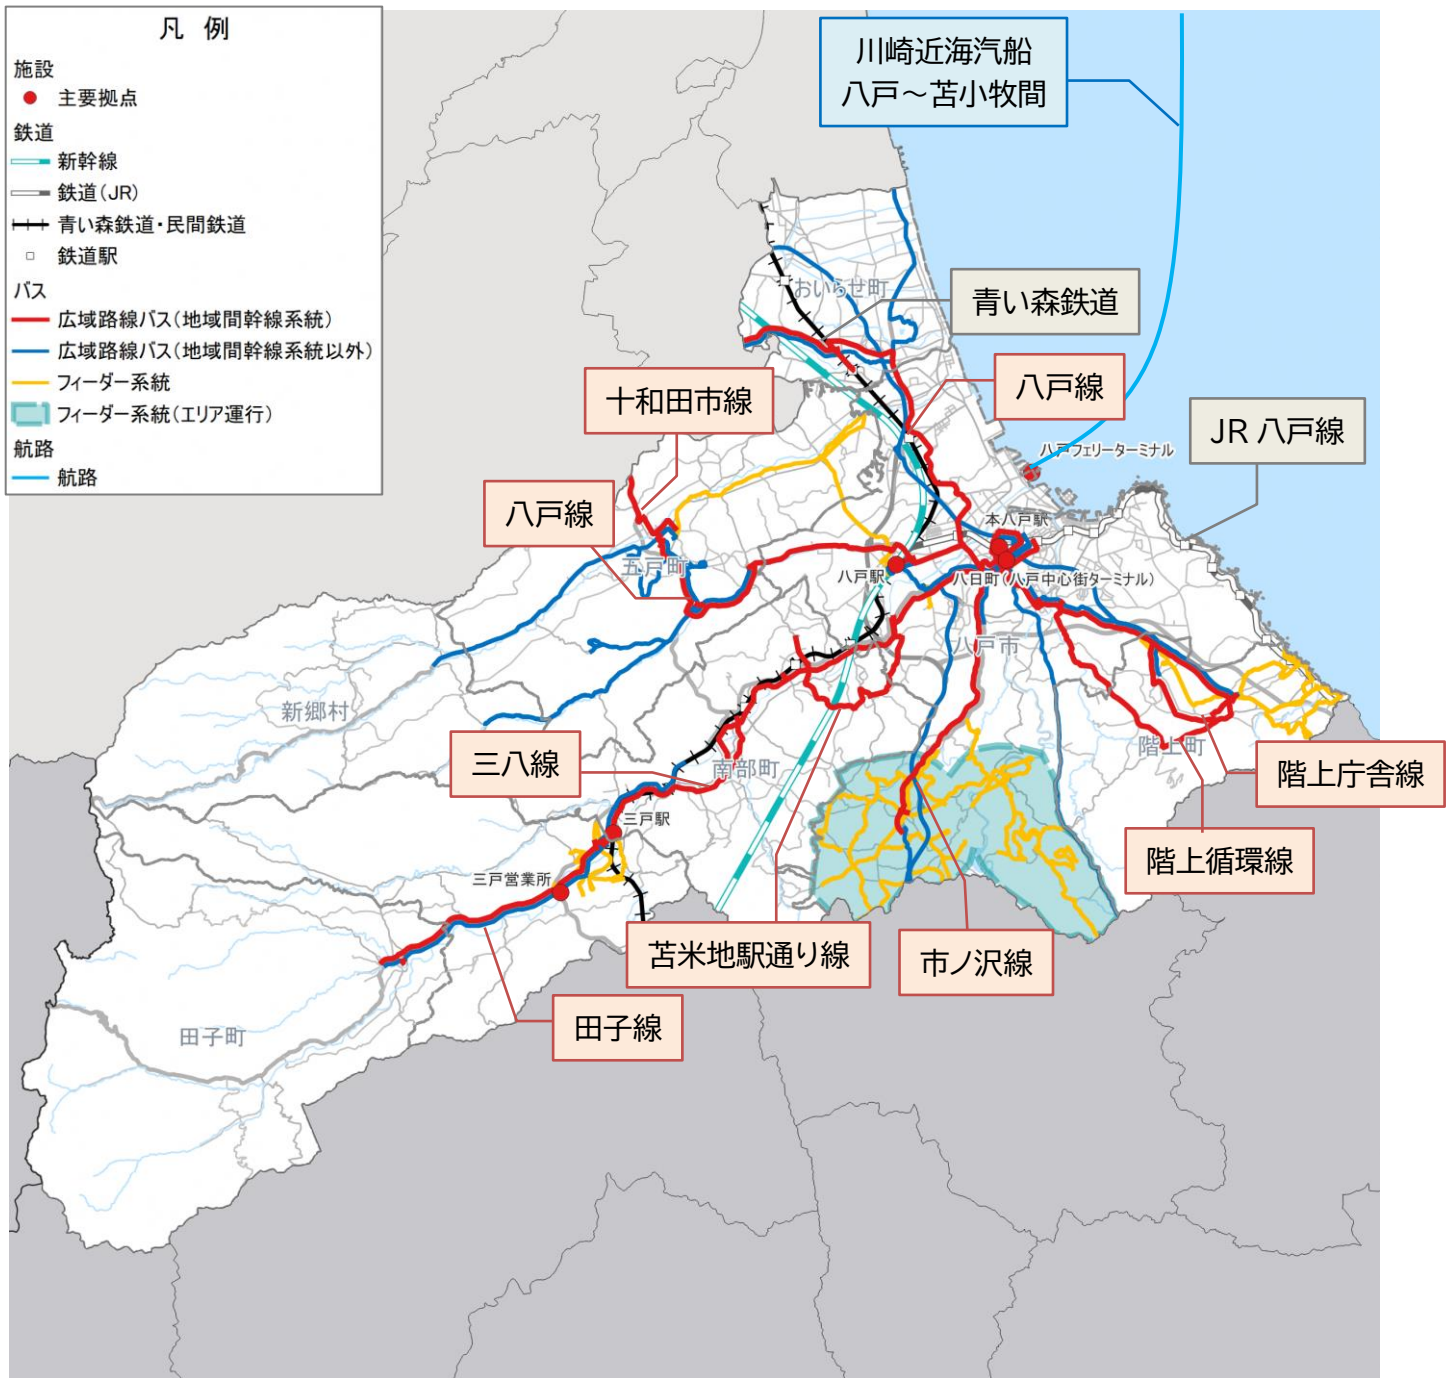 凡 例
施設
主要拠点
鉄道
新幹線
鉄道(JR)
青い森鉄道・民間鉄道
鉄道駅
バス
広域路線バス(地域間幹線系統)
広域路線バス(地域間幹線系統以外)
フィーダー系統
フィーダー系統(エリア運行)
航路
航路
川崎近海汽船
八戸～苫小牧間
おいらせ町
青い森鉄道
十和田市線
八戸線
JR 八戸線
八戸フェリーターミナル
八戸線
本八戸駅
五戸町
八戸駅
八日町(八戸中心街ターミナル)
八戸市
新郷村
三八線
南部町
階上町
階上庁舎線
三戸駅
階上循環線
三戸営業所
苫米地駅通り線
市ノ沢線
田子線
田子町